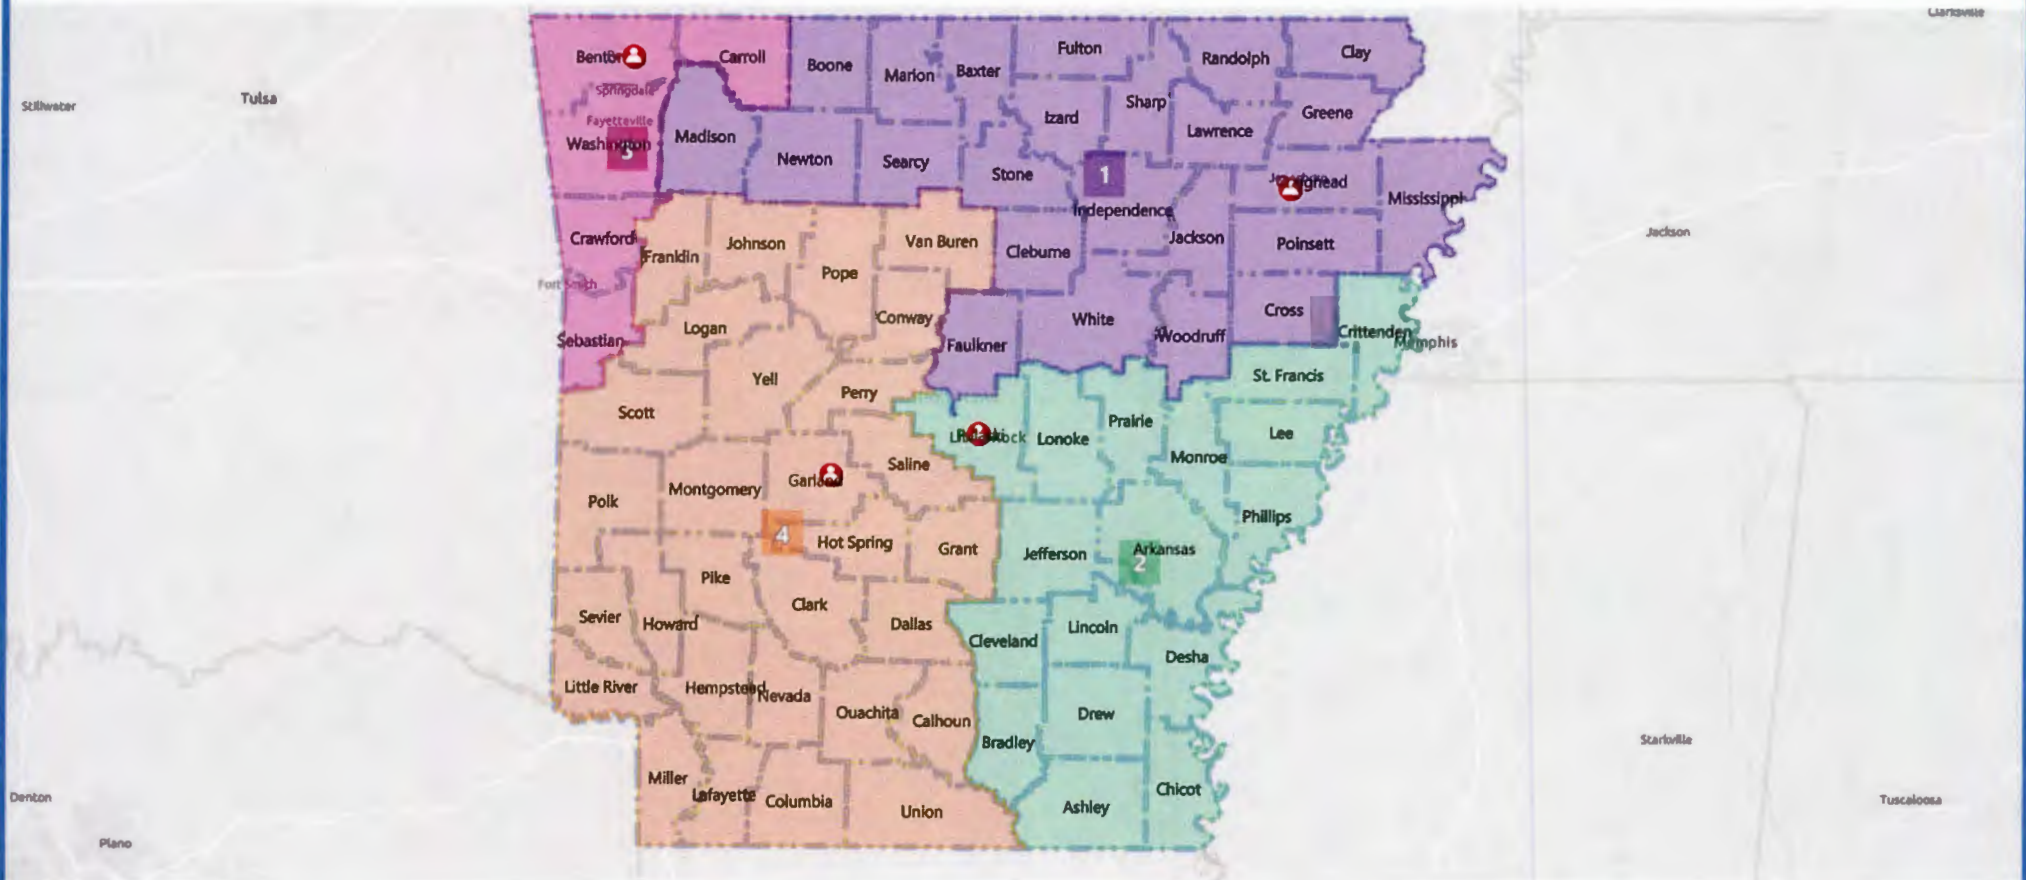 Clarksville
Stillwater
Tulsa
Carroll
Boone
Marion
Baxter
Fulton
Randolph
Clay
Springdale
Fayetteville
Washington
3
Madison
Newton
Searcy
Stone
Izard
Sharp
Lawrence
Greene
1
Independence
Mississippi
Jackson
Crawford
Franklin
Johnson
Pope
Van Buren
Cleburne
Jackson
Poinsett
Fort Smith
Sebastian
Logan
Conway
Faulkner
White
Woodruff
Cross
Crittenden
Memphis
Scott
Yell
Perry
St. Francis
Lonoke
Prairie
Monroe
Lee
Polk
Montgomery
Garland
Saline
Phillips
4
Hot Spring
Grant
Jefferson
Arkansas
2
Pike
Clark
Sevier
Howard
Dallas
Cleveland
Lincoln
Desha
Little River
Hempstead
Nevada
Ouachita
Calhoun
Bradley
Drew
Starkville
Miller
Lafayette
Columbia
Union
Ashley
Chicot
Denton
Plano
Tuscaloosa